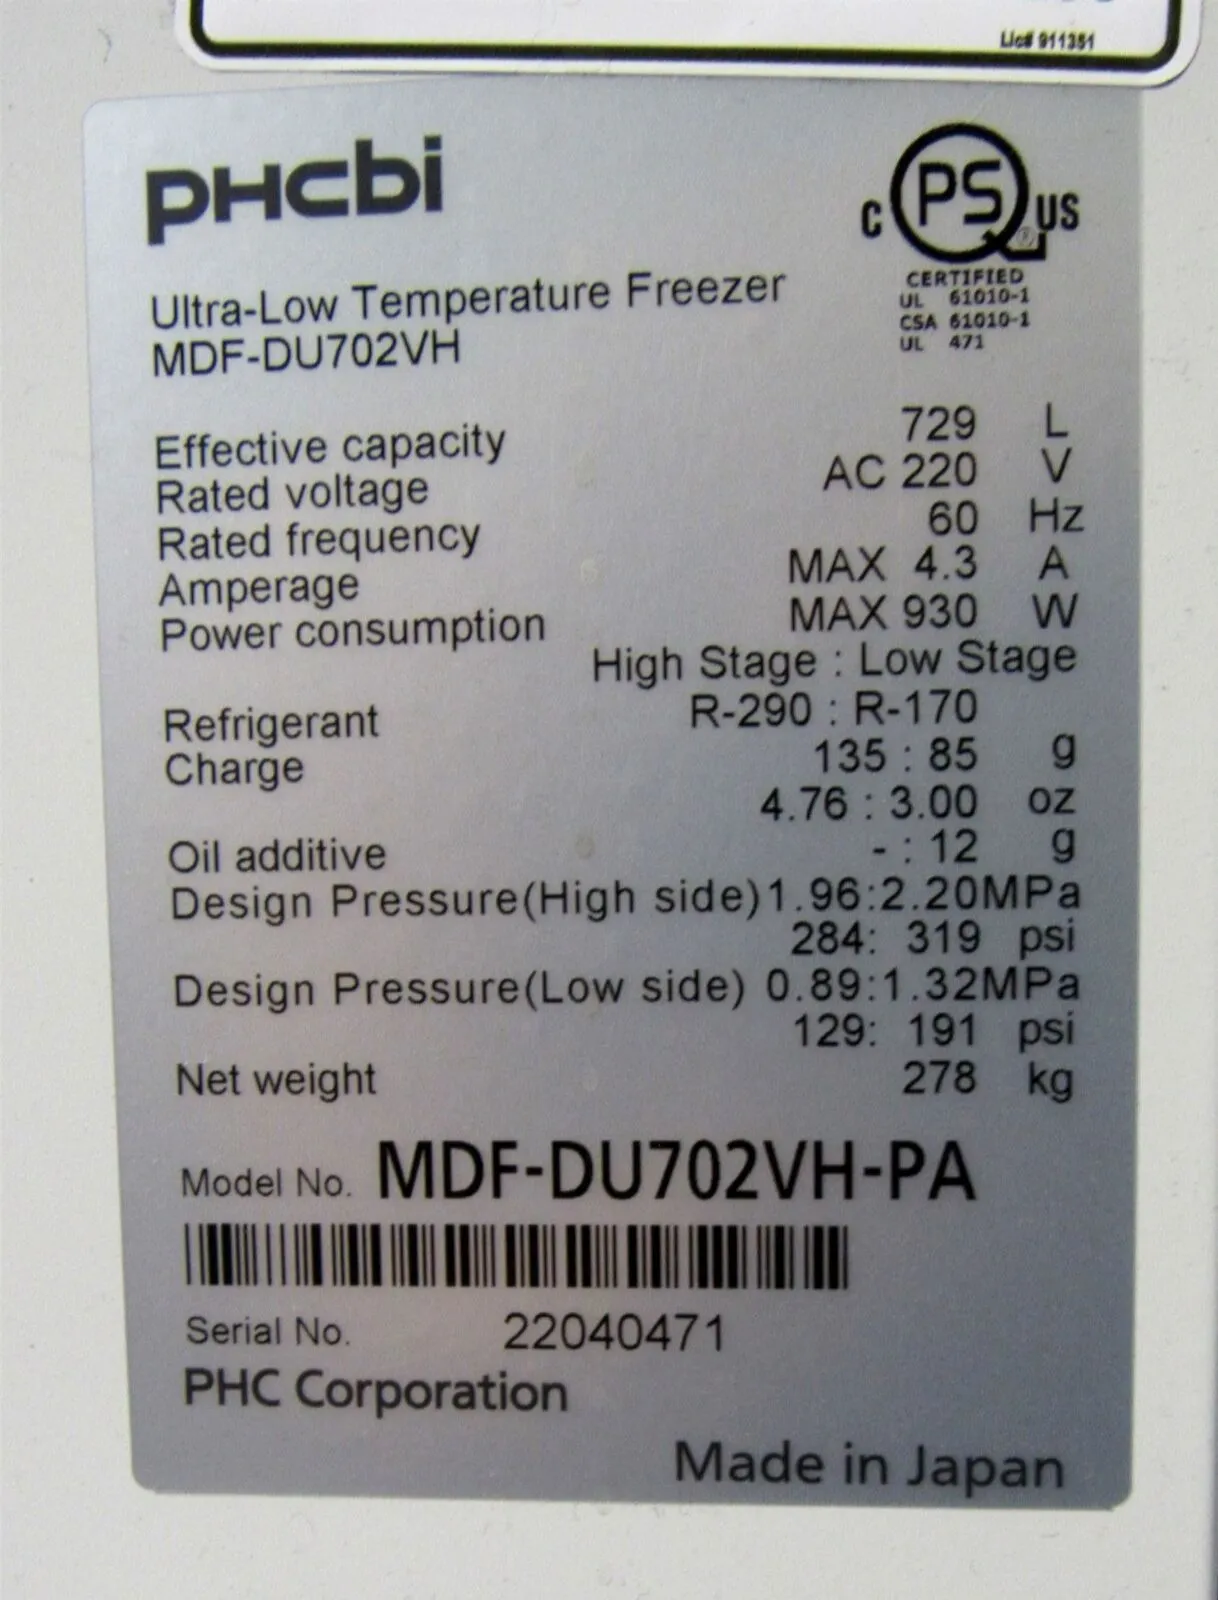 Lic# 911351
PHcbi
C PS US
®
CERTIFIED
UL 61010-1
CSA 61010-1
UL 471
Ultra-Low Temperature Freezer
MDF-DU702VH
Effective capacity 729 L
Rated voltage AC 220 V
Rated frequency 60 Hz
Amperage MAX 4.3 A
Power consumption MAX 930 W
High Stage : Low Stage
Refrigerant R-290 : R-170
Charge 135 : 85 g
4.76 : 3.00 oz
Oil additive - : 12 g
Design Pressure(High side) 1.96:2.20MPa
284: 319 psi
Design Pressure(Low side) 0.89:1.32MPa
129: 191 psi
Net weight 278 kg
Model No. MDF-DU702VH-PA
Serial No. 22040471
PHC Corporation
Made in Japan